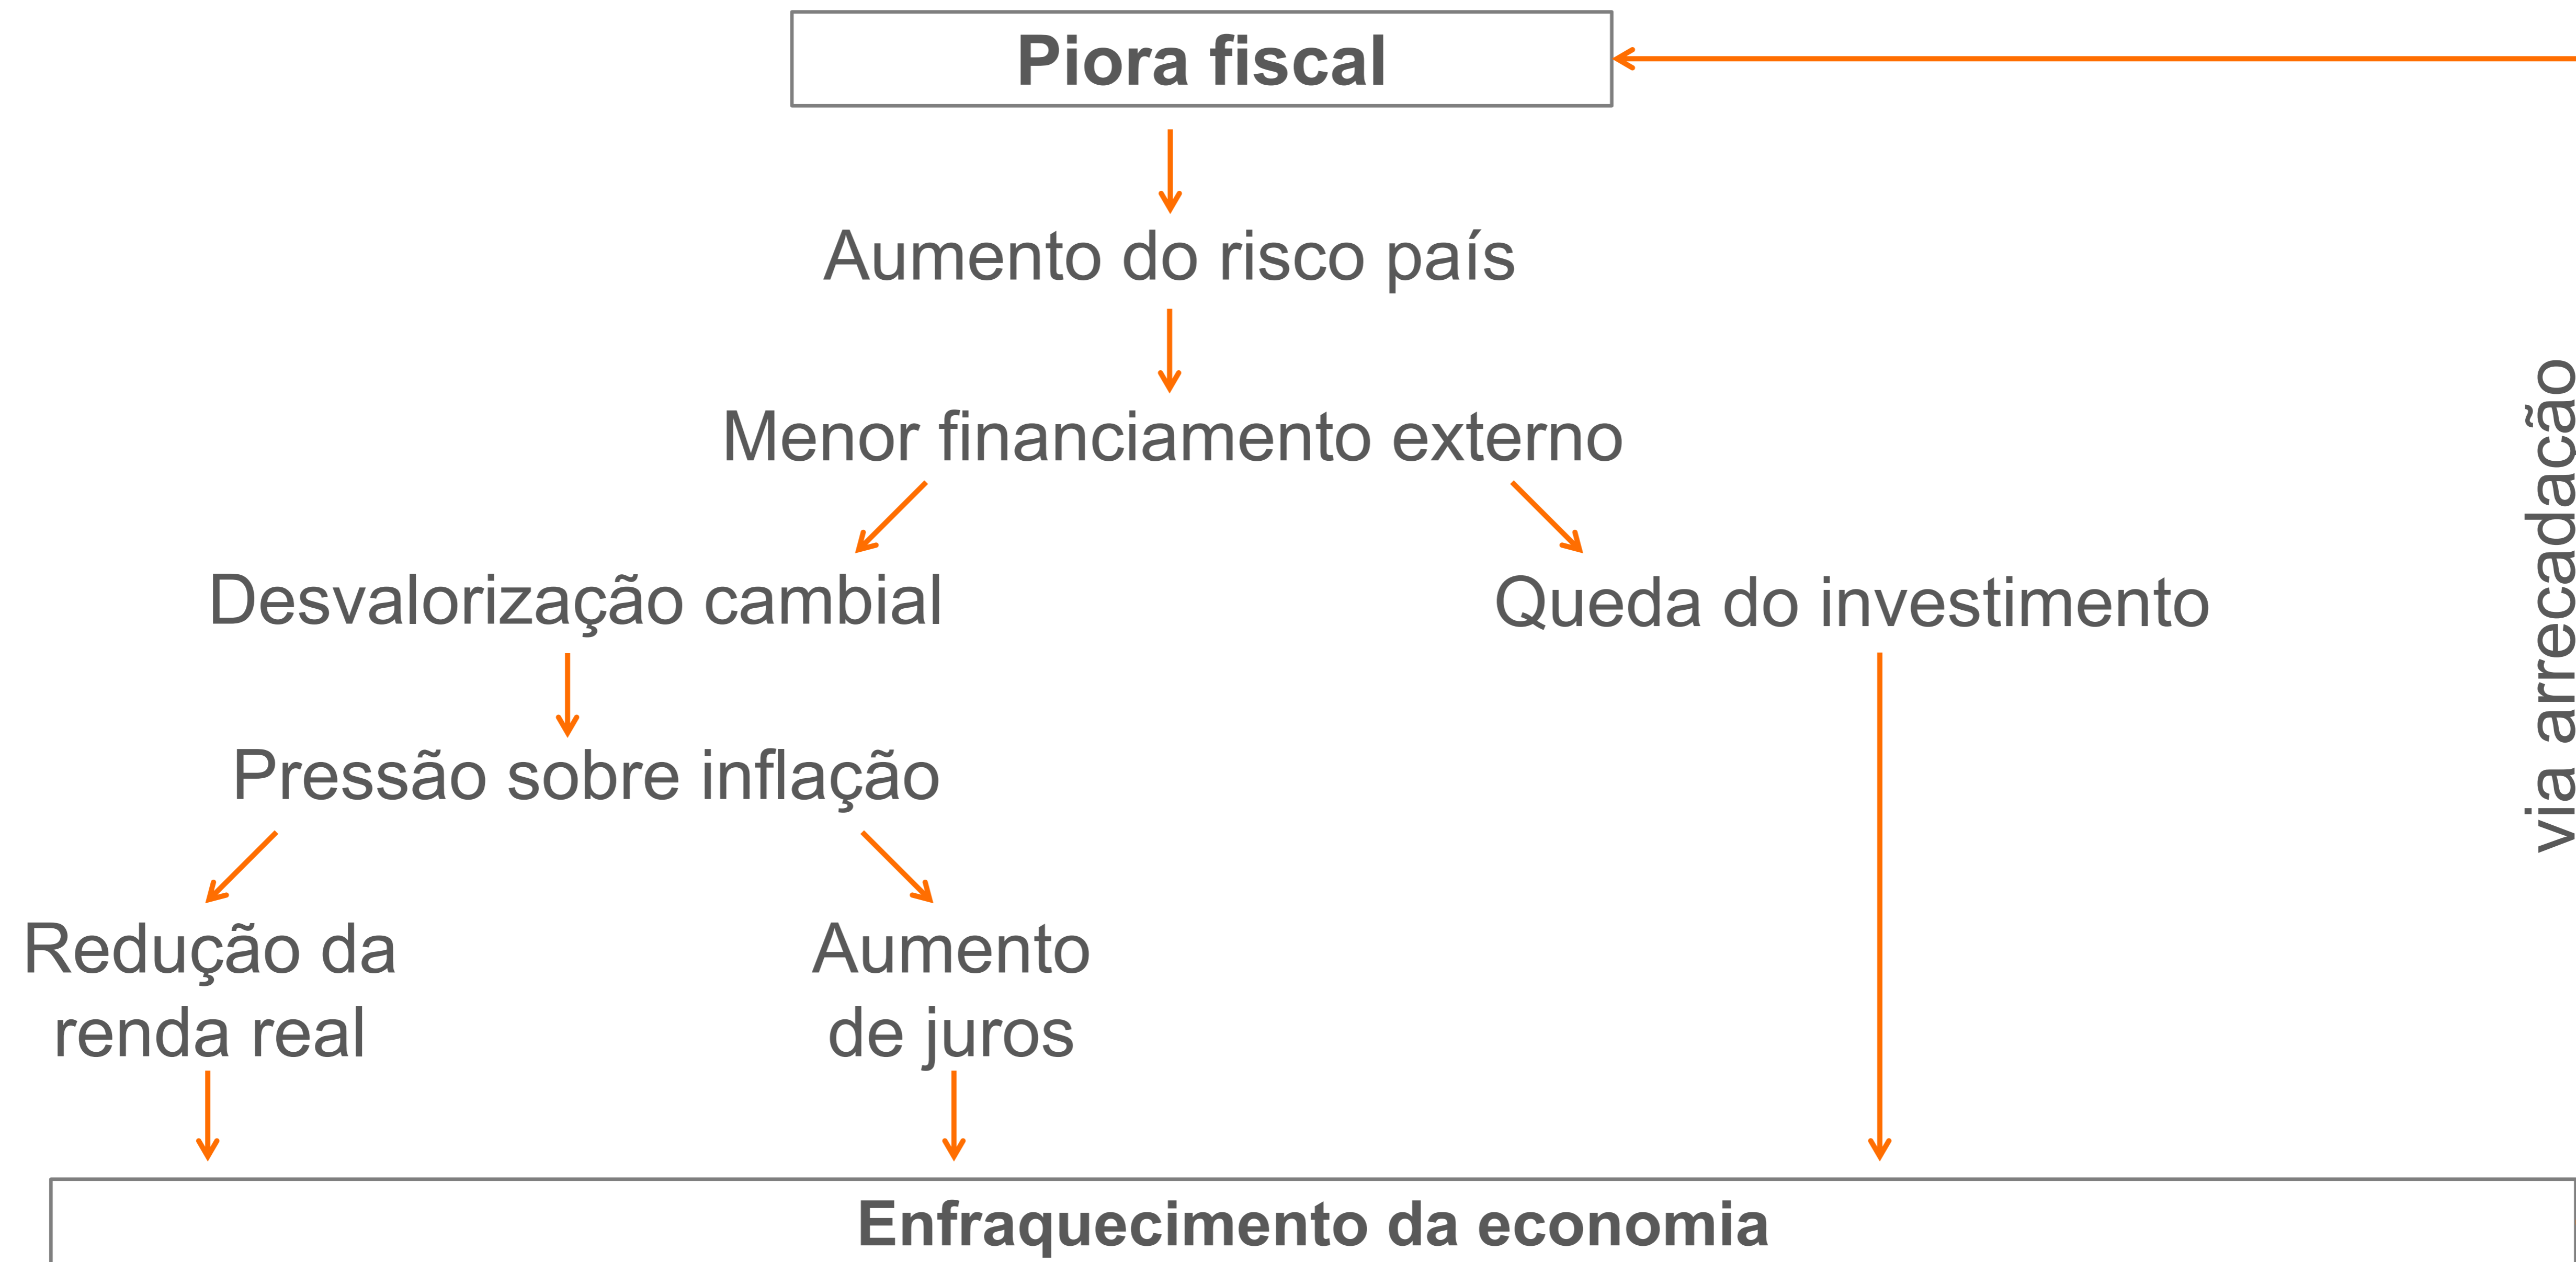 Piora fiscal
Aumento do risco país
Menor financiamento externo
Desvalorização cambial
Queda do investimento
via arrecadação
Pressão sobre inflação
Redução da
renda real
Aumento
de juros
Enfraquecimento da economia